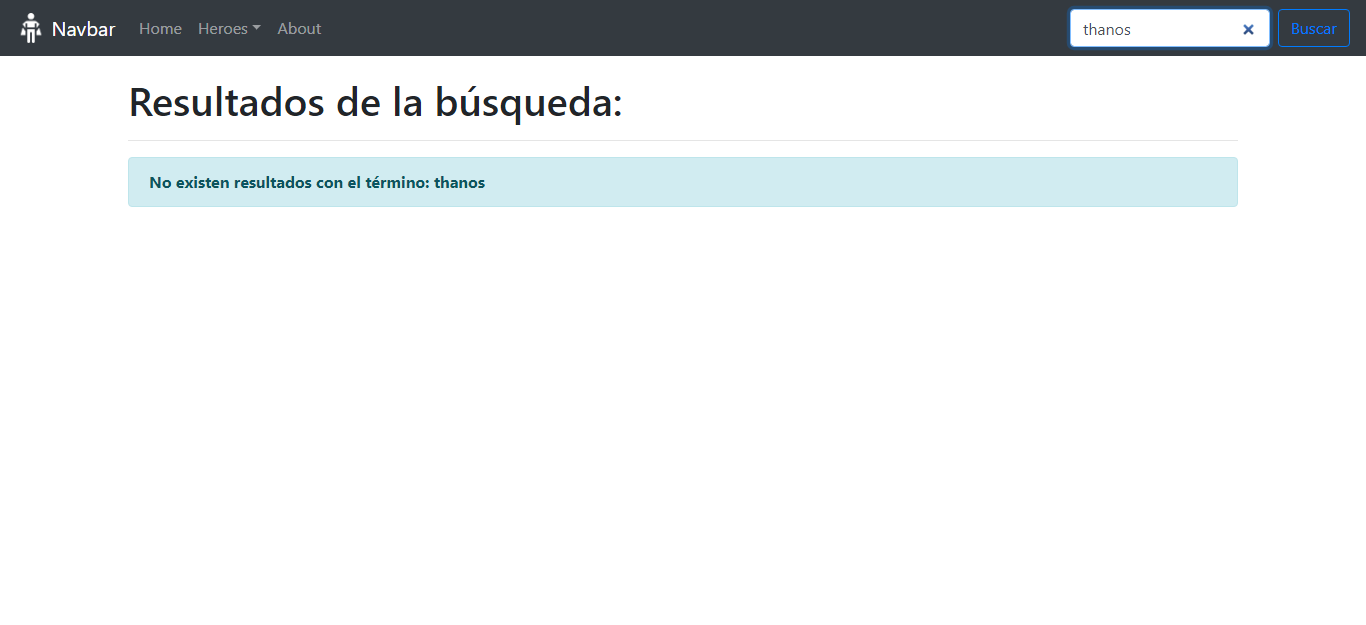 Navbar Home Heroes About thanos Buscar
Resultados de la búsqueda:
No existen resultados con el término: thanos